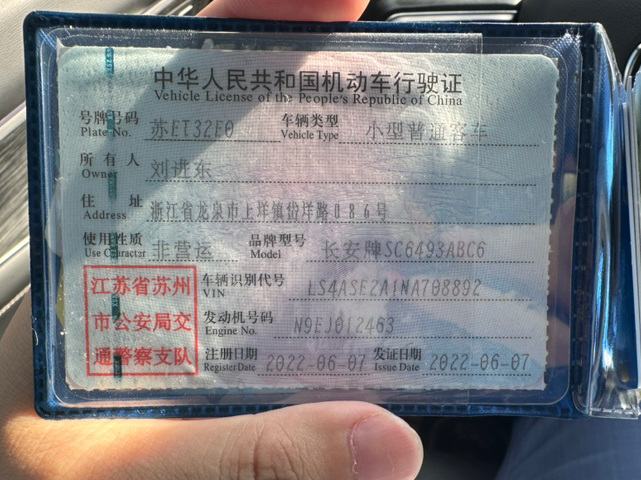 中华人民共和国机动车行驶证
Vehicle License of the People's Republic of China
号牌号码 苏ET32E0 车辆类型 小型普通客车
Plate No. Vehicle Type
所有人 刘进东
Owner
住址 浙江省龙泉市上垟镇岱垟路086号
Address
使用性质 非营运 品牌型号 长安牌SC6493ABC6
Use Character Model
江苏省苏州 车辆识别代号 LS4ASE2A1NA708892
VIN
市公安局交 发动机号码 N9EJ012463
Engine No.
通警察支队 注册日期 2022-06-07 发证日期 2022-06-07
Register Date Issue Date